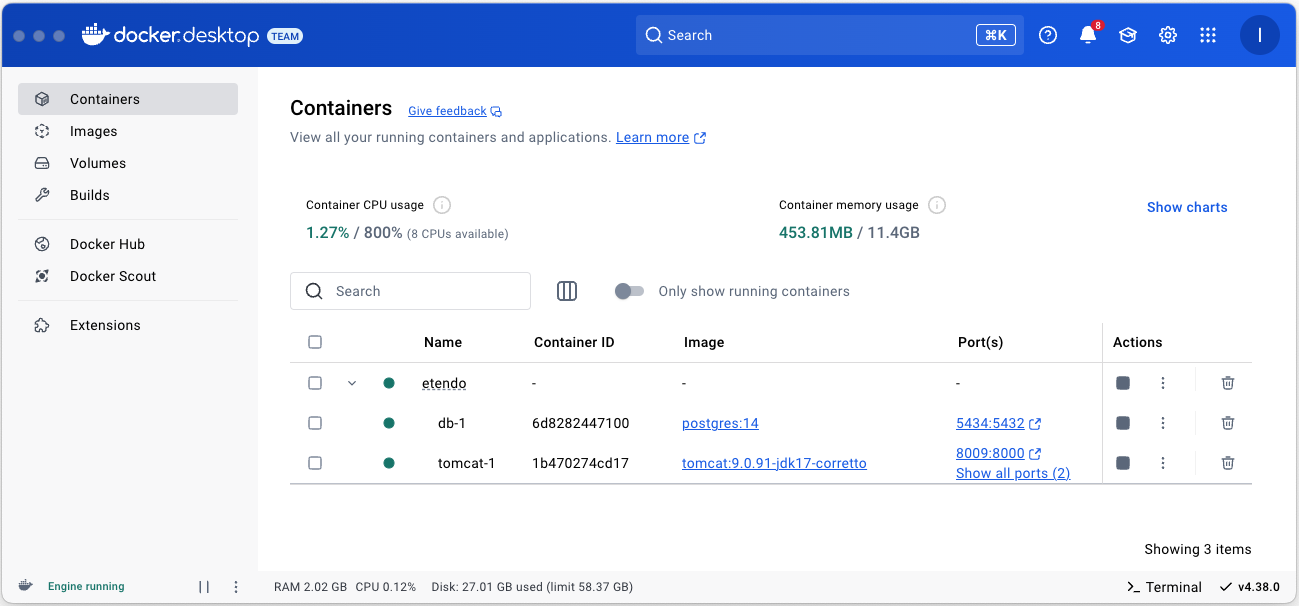 docker.desktop TEAM
Search
⌘K
8
I
Containers
Images
Volumes
Builds
Docker Hub
Docker Scout
Extensions
Containers Give feedback
View all your running containers and applications. Learn more
Container CPU usage
1.27% / 800% (8 CPUs available)
Container memory usage
453.81MB / 11.4GB
Show charts
Search
Only show running containers
Name Container ID Image Port(s) Actions
etendo - - -
db-1 6d8282447100 postgres:14 5434:5432
tomcat-1 1b470274cd17 tomcat:9.0.91-jdk17-corretto 8009:8000
Show all ports (2)
Showing 3 items
Engine running
RAM 2.02 GB CPU 0.12% Disk: 27.01 GB used (limit 58.37 GB)
>_ Terminal
v4.38.0